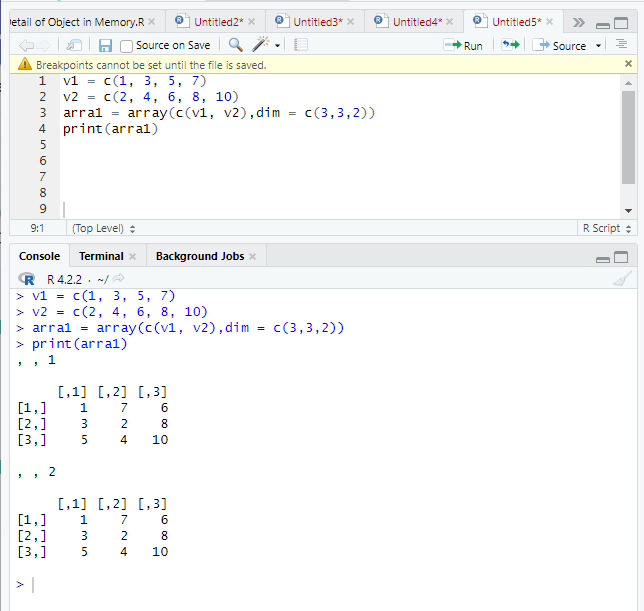 Detail of Object in Memory.R × Untitled2* × Untitled3* × Untitled4* × Untitled5* ×
Source on Save Run Source
Breakpoints cannot be set until the file is saved.
1 v1 = c(1, 3, 5, 7)
2 v2 = c(2, 4, 6, 8, 10)
3 arra1 = array(c(v1, v2),dim = c(3,3,2))
4 print(arra1)
5
6
7
8
9
9:1 (Top Level) R Script
Console Terminal × Background Jobs ×
R 4.2.2 · ~/
> v1 = c(1, 3, 5, 7)
> v2 = c(2, 4, 6, 8, 10)
> arra1 = array(c(v1, v2),dim = c(3,3,2))
> print(arra1)
, , 1
[,1] [,2] [,3]
[1,] 1 7 6
[2,] 3 2 8
[3,] 5 4 10
, , 2
[,1] [,2] [,3]
[1,] 1 7 6
[2,] 3 2 8
[3,] 5 4 10
>